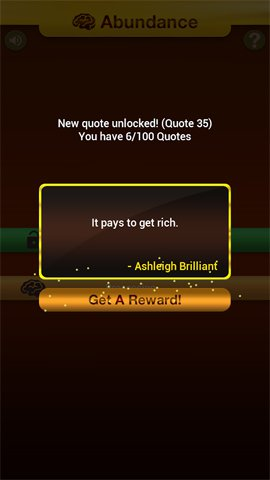 Abundance
New quote unlocked! (Quote 35)
You have 6/100 Quotes
It pays to get rich.
- Ashleigh Brilliant
Get A Reward!